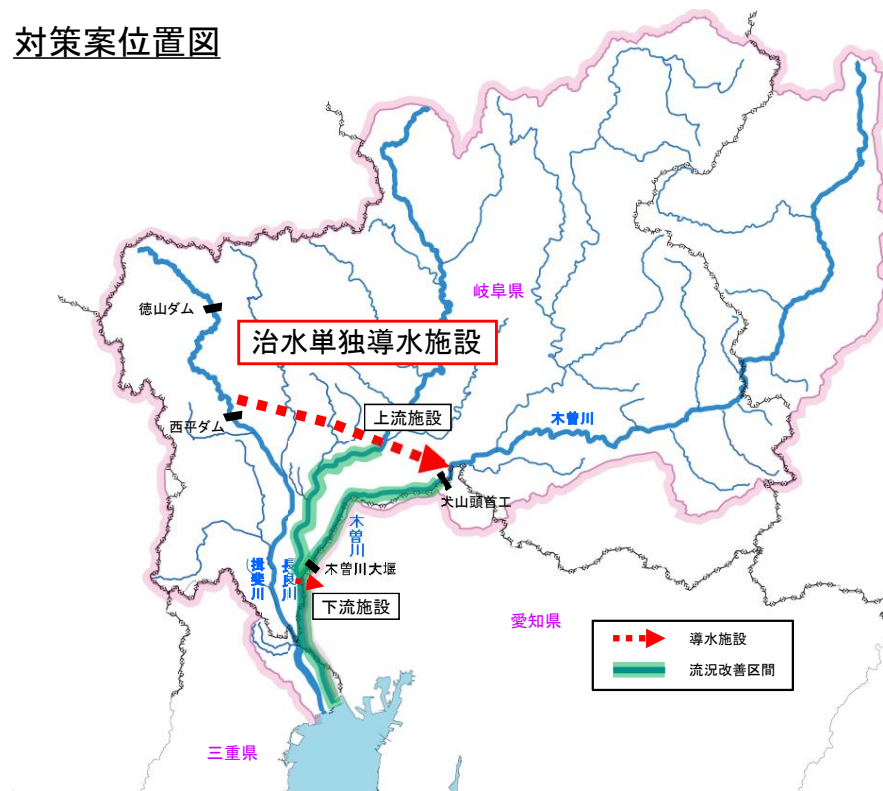 対策案位置図
岐阜県
徳山ダム
治水単独導水施設
上流施設
木曽川
西平ダム
犬山頭首工
木曽川
木曽川大堰
揖斐川
長良川
下流施設
愛知県
導水施設
流況改善区間
三重県